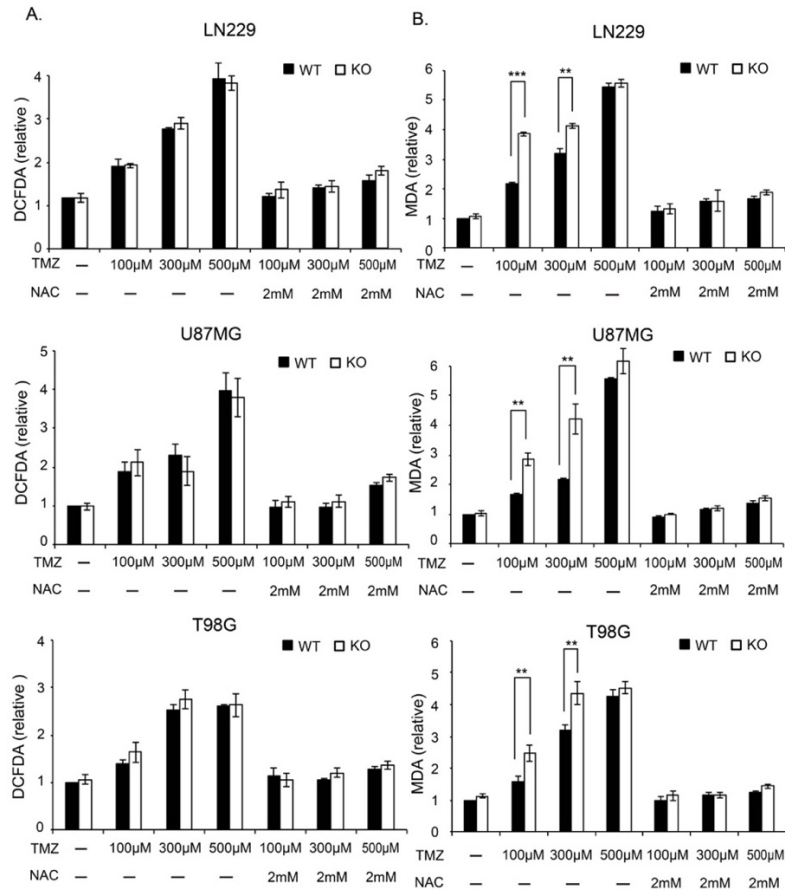 A.
LN229
WT KO
DCFDA (relative)
4
3
2
1
0
TMZ — 100µM 300µM 500µM 100µM 300µM 500µM
NAC — — — — 2mM 2mM 2mM
U87MG
WT KO
DCFDA (relative)
5
4
3
2
1
0
TMZ — 100µM 300µM 500µM 100µM 300µM 500µM
NAC — — — — 2mM 2mM 2mM
T98G
WT KO
DCFDA (relative)
4
3
2
1
0
TMZ — 100µM 300µM 500µM 100µM 300µM 500µM
NAC — — — — 2mM 2mM 2mM
B.
LN229
WT KO
*** **
MDA (relative)
6
5
4
3
2
1
0
TMZ — 100µM 300µM 500µM 100µM 300µM 500µM
NAC — — — — 2mM 2mM 2mM
U87MG
WT KO
** **
MDA (relative)
6
5
4
3
2
1
0
TMZ — 100µM 300µM 500µM 100µM 300µM 500µM
NAC — — — — 2mM 2mM 2mM
T98G
WT KO
** **
MDA (relative)
6
5
4
3
2
1
0
TMZ — 100µM 300µM 500µM 100µM 300µM 500µM
NAC — — — — 2mM 2mM 2mM